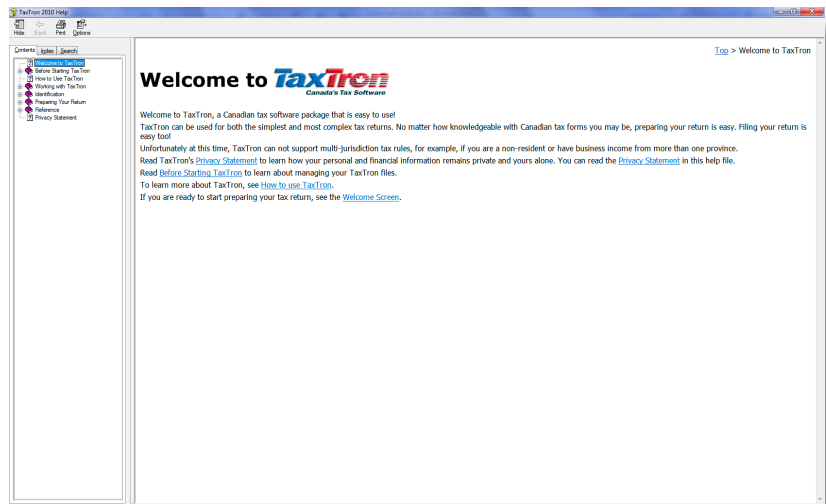 TaxTron 2010 Help
Hide Back Print Options
Contents Index Search
Welcome to TaxTron
Before Starting TaxTron
How to Use TaxTron
Working with TaxTron
Identification
Preparing Your Return
Reference
Privacy Statement
Top > Welcome to TaxTron
Welcome to TaxTron
Canada's Tax Software
Welcome to TaxTron, a Canadian tax software package that is easy to use!
TaxTron can be used for both the simplest and most complex tax returns. No matter how knowledgeable with Canadian tax forms you may be, preparing your return is easy. Filing your return is
easy too!
Unfortunately at this time, TaxTron can not support multi-jurisdiction tax rules, for example, if you are a non-resident or have business income from more than one province.
Read TaxTron's Privacy Statement to learn how your personal and financial information remains private and yours alone. You can read the Privacy Statement in this help file.
Read Before Starting TaxTron to learn about managing your TaxTron files.
To learn more about TaxTron, see How to use TaxTron.
If you are ready to start preparing your tax return, see the Welcome Screen.